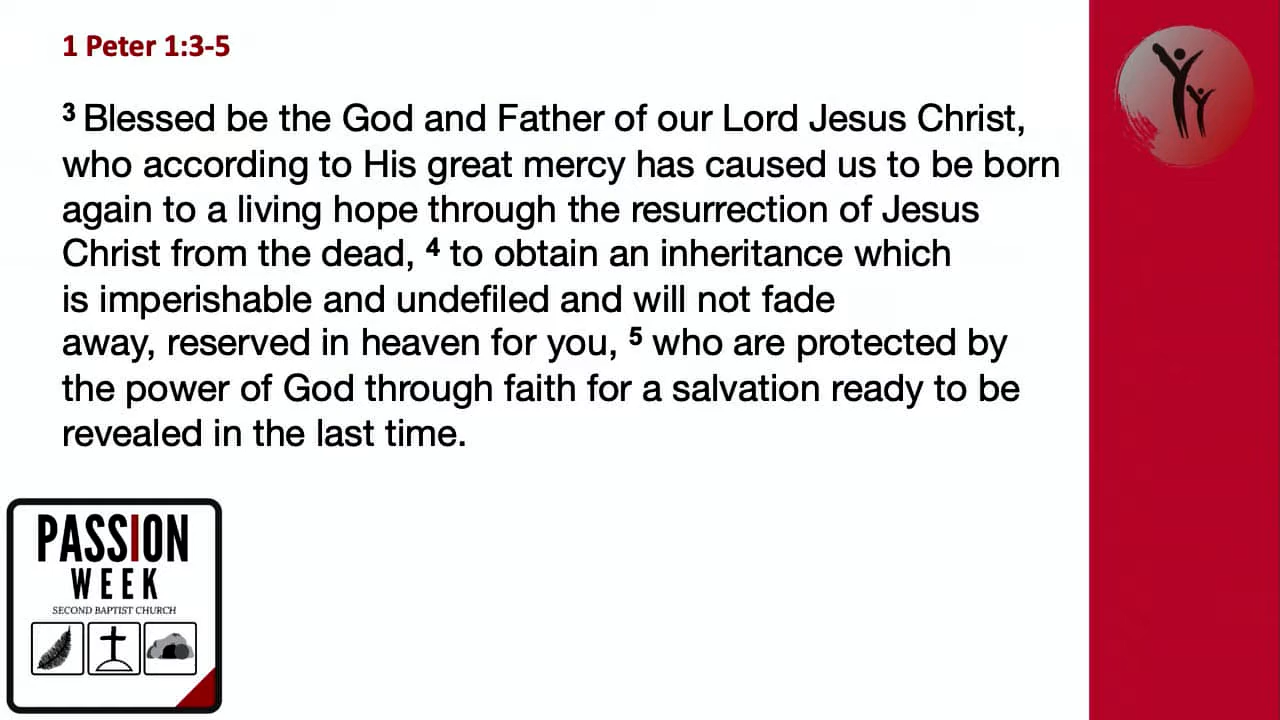 1 Peter 1:3-5
3 Blessed be the God and Father of our Lord Jesus Christ,
who according to His great mercy has caused us to be born
again to a living hope through the resurrection of Jesus
Christ from the dead, 4 to obtain an inheritance which
is imperishable and undefiled and will not fade
away, reserved in heaven for you, 5 who are protected by
the power of God through faith for a salvation ready to be
revealed in the last time.
PASSION
WEEK
SECOND BAPTIST CHURCH